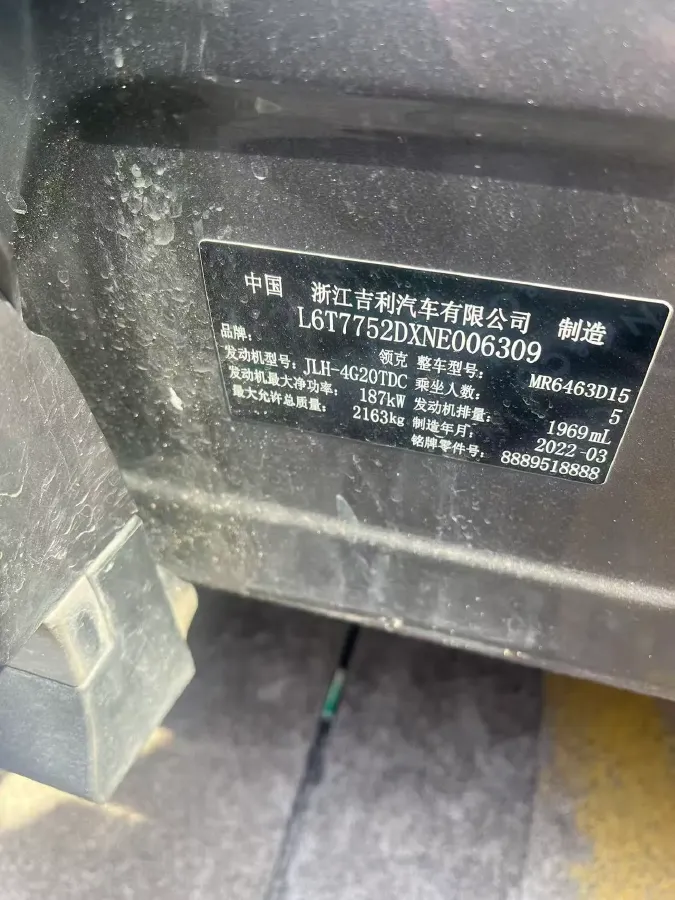 中国 浙江吉利汽车有限公司 制造
L6T7752DXNE006309
品牌: 领克 整车型号: MR6463D15
发动机型号: JLH-4G20TDC 乘坐人数: 5
发动机最大净功率: 187kW 发动机排量: 1969mL
最大允许总质量: 2163kg 制造年月: 2022-03
铭牌零件号: 8889518888